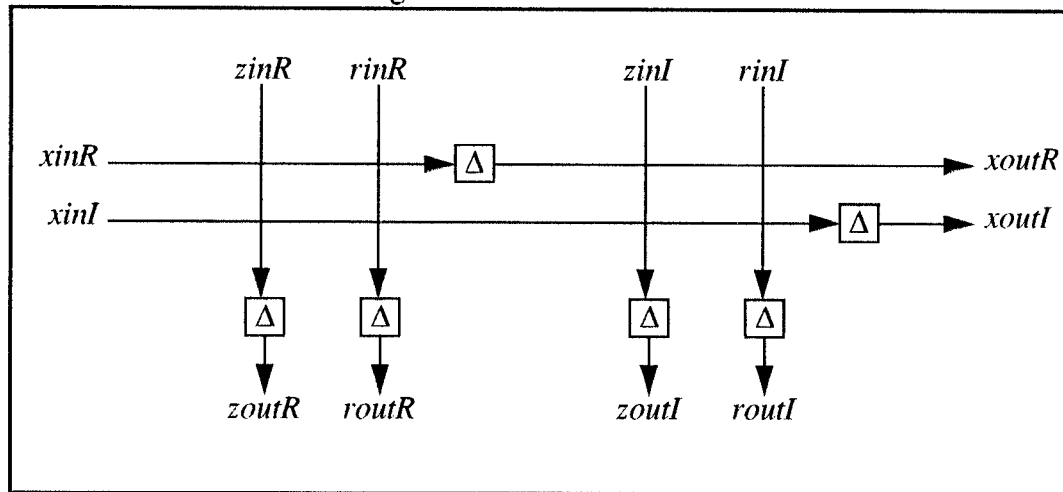 zinR rinR zinI rinI
xinR Δ xoutR
xinI Δ xoutI
Δ Δ Δ Δ
zoutR routR zoutI routI